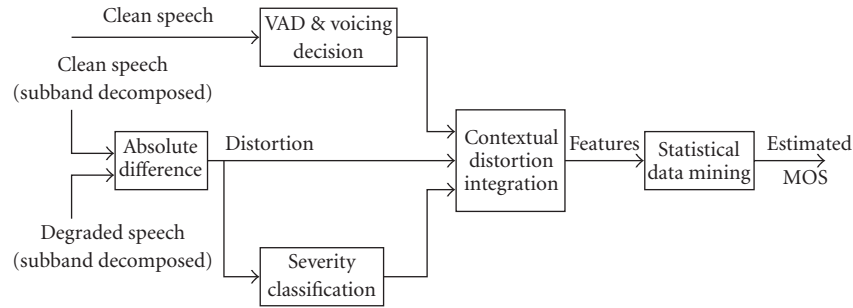 Clean speech
VAD & voicing
decision
Clean speech
(subband decomposed)
Absolute
difference
Distortion
Contextual
distortion
integration
Features
Statistical
data mining
Estimated
MOS
Degraded speech
(subband decomposed)
Severity
classification